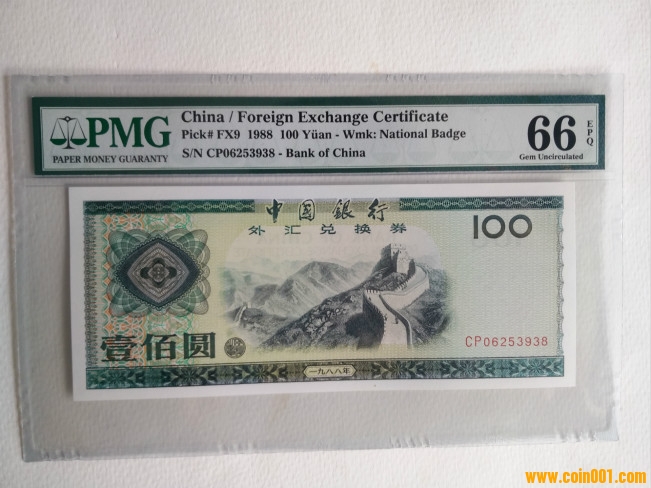 PMG
PAPER MONEY GUARANTY
China / Foreign Exchange Certificate
Pick# FX9 1988 100 Yüan - Wmk: National Badge
S/N CP06253938 - Bank of China
66 EPQ
Gem Uncirculated
中國銀行
外汇兑换券
100
CP06253938
壹佰圆
一九八八年
www.coin001.com